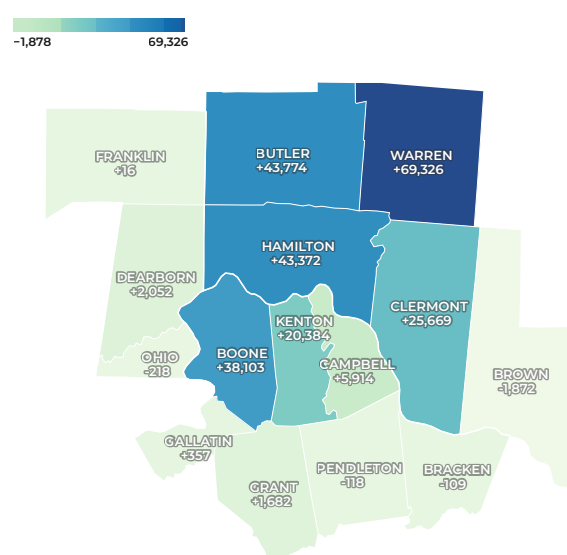 −1,878 69,326
FRANKLIN
+16
BUTLER
+43,774
WARREN
+69,326
HAMILTON
+43,372
DEARBORN
+2,052
CLERMONT
+25,669
KENTON
+20,384
OHIO
-218
BOONE
+38,103
CAMPBELL
+5,914
BROWN
-1,872
GALLATIN
+357
PENDLETON
-118
BRACKEN
-109
GRANT
+1,682